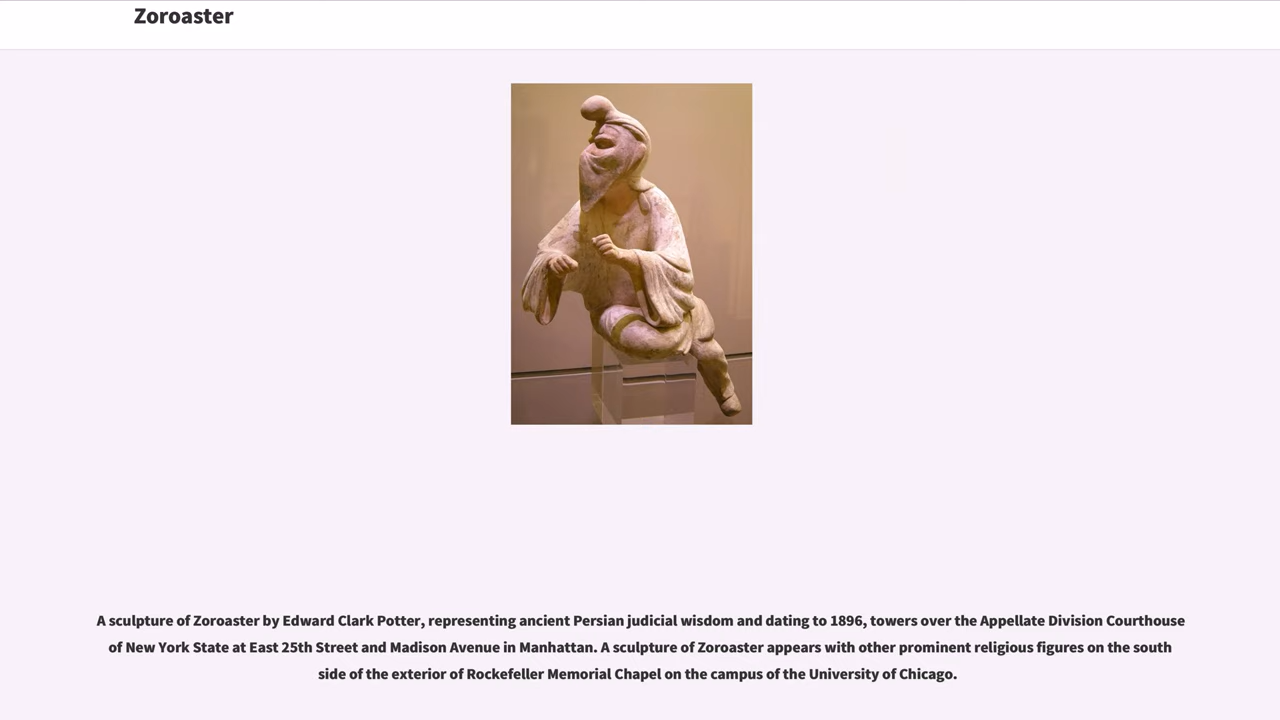 Zoroaster
A sculpture of Zoroaster by Edward Clark Potter, representing ancient Persian judicial wisdom and dating to 1896, towers over the Appellate Division Courthouse
of New York State at East 25th Street and Madison Avenue in Manhattan. A sculpture of Zoroaster appears with other prominent religious figures on the south
side of the exterior of Rockefeller Memorial Chapel on the campus of the University of Chicago.